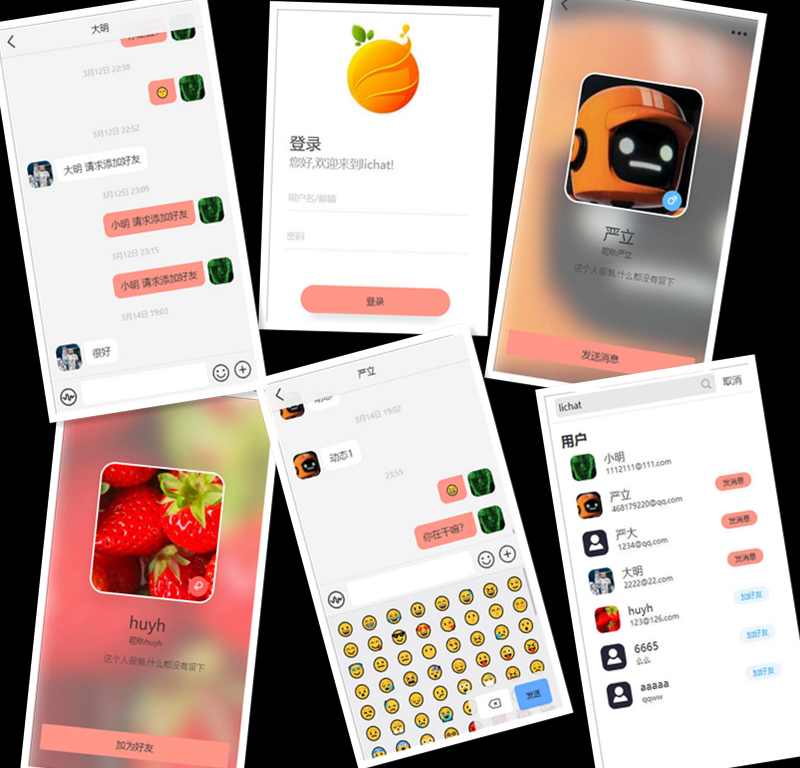 大明
3月12日 22:38
3月12日 22:52
大明 请求添加好友
3月12日 23:09
小明 请求添加好友
3月12日 23:15
小明 请求添加好友
3月14日 19:03
很好
登录
您好,欢迎来到lichat!
用户名/邮箱
密码
登录
严立
昵称:严立
这个人很懒,什么都没有留下
发送消息
huyh
昵称:huyh
这个人很懒,什么都没有留下
加为好友
严立
3月14日 19:02
动态1
23:55
你在干嘛?
发送
lichat
取消
用户
小明
1112111@111.com
严立
468179220@qq.com
发消息
严大
1234@qq.com
发消息
大明
2222@22.com
发消息
huyh
123@126.com
加好友
6665
么么
加好友
aaaaa
qqww
加好友